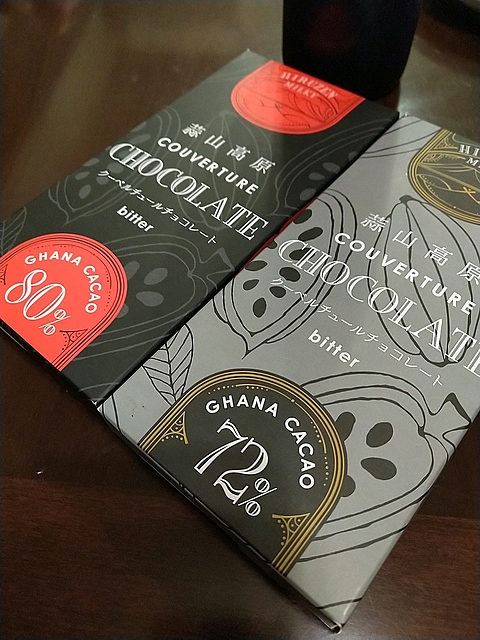 MIRUZEY
MILKY
蒜山高原
COUVERTURE
CHOCOLATE
クーベルチュールチョコレート
bitter
GHANA CACAO
80%
蒜山高原
COUVERTURE
CHOCOLATE
クーベルチュールチョコレート
bitter
GHANA CACAO
72%